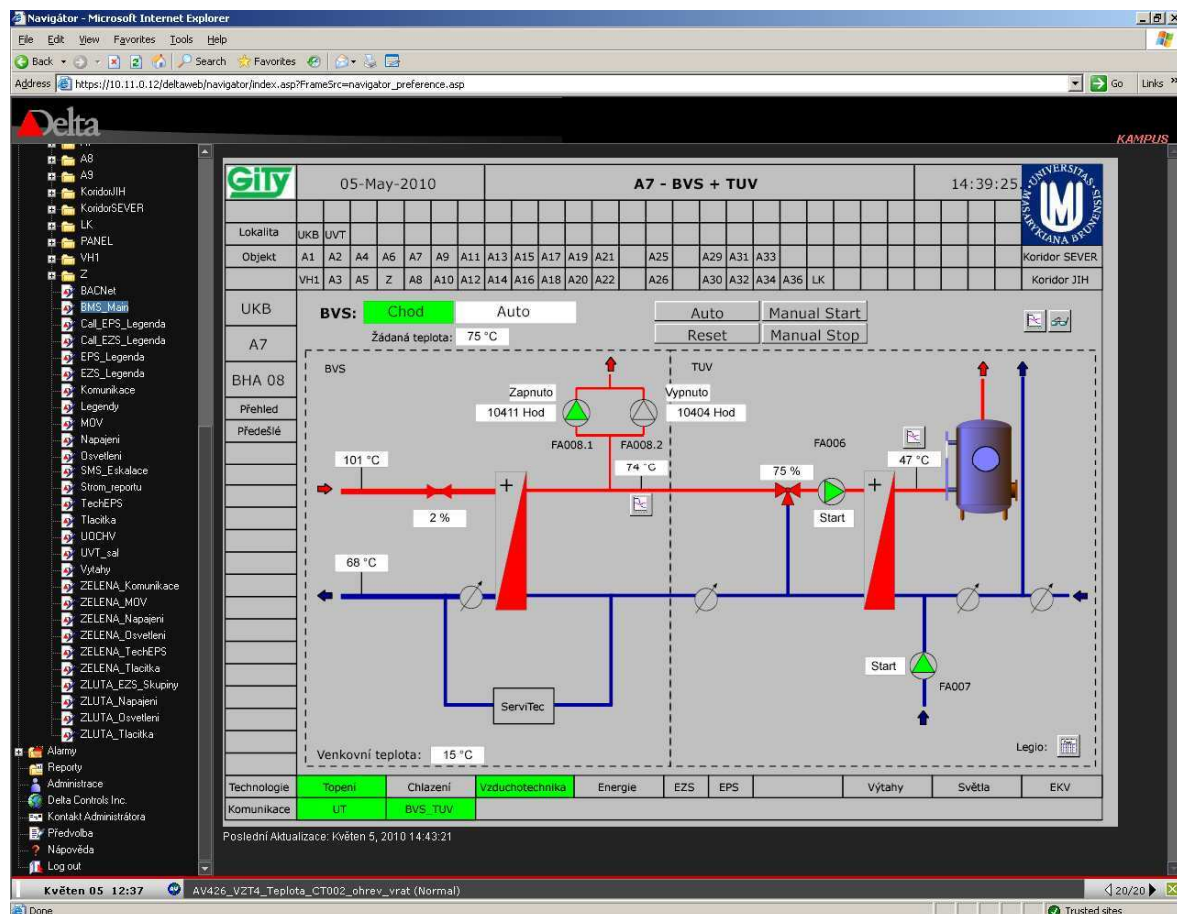 Navigátor - Microsoft Internet Explorer
File Edit View Favorites Tools Help
Back Search Favorites
Address https://10.11.0.12/deltaweb/navigator/index.asp?FrameSrc=navigator_preference.asp Go Links
Delta
KAMPUS
A8
A9
KoridorJIH
KoridorSEVER
LK
PANEL
VH1
Z
BACNet
BMS_Main
Call_EPS_Legenda
Call_EZS_Legenda
EPS_Legenda
EZS_Legenda
Komunikace
Legendy
MOV
Napajeni
Osvetleni
SMS_Eskalace
Strom_reportu
TechEPS
Tlacitka
UOCHV
UVT_sal
Vytahy
ZELENA_Komunikace
ZELENA_MOV
ZELENA_Napajeni
ZELENA_Osvetleni
ZELENA_TechEPS
ZELENA_Tlacitka
ZLUTA_EZS_Skupiny
ZLUTA_Napajeni
ZLUTA_Osvetleni
ZLUTA_Tlacitka
Alarmy
Reporty
Administrace
Delta Controls Inc.
Kontakt Administrátora
Předvolba
Nápověda
Log out
GiTy 05-May-2010 A7 - BVS + TUV 14:39:25
UNIVERSITAS MASARYKIANA BRUNENSIS
Lokalita UKB UVT
Objekt A1 A2 A4 A6 A7 A9 A11 A13 A15 A17 A19 A21 A25 A29 A31 A33 Koridor SEVER
VH1 A3 A5 Z A8 A10 A12 A14 A16 A18 A20 A22 A26 A30 A32 A34 A36 LK Koridor JIH
UKB
A7
BHA 08
Přehled
Předešlé
BVS: Chod Auto Auto Manual Start
Žádaná teplota: 75 °C Reset Manual Stop
BVS TUV
Zapnuto Vypnuto
10411 Hod 10404 Hod
FA008.1 FA008.2 FA006
101 °C 74 °C 75 % 47 °C
+ +
2 % Start
68 °C
Start
FA007
ServiTec
Venkovní teplota: 15 °C Legio:
Technologie Topení Chlazení Vzduchotechnika Energie EZS EPS Výtahy Světla EKV
Komunikace UT BVS_TUV
Poslední Aktualizace: Květen 5, 2010 14:43:21
Květen 05 12:37 AV426_VZT4_Teplota_CT002_ohrev_vrat (Normal) 20/20
Done Trusted sites